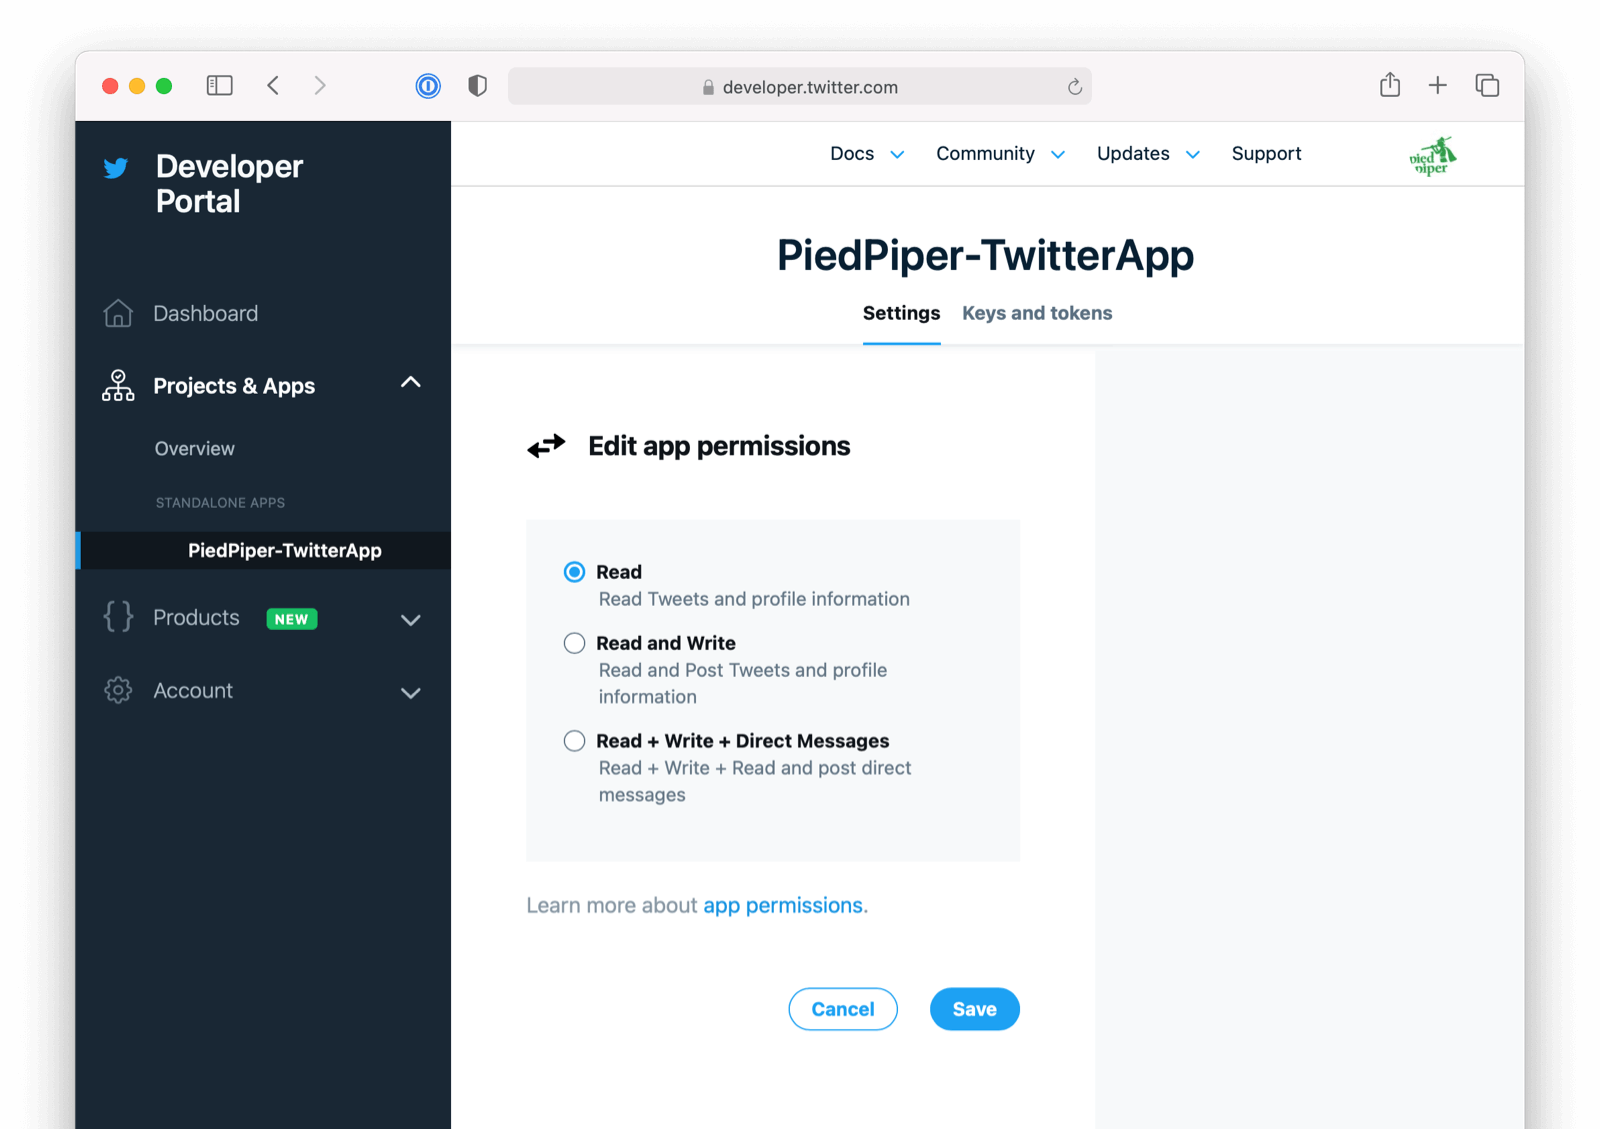 developer.twitter.com
Developer
Portal
Docs
Community
Updates
Support
pied
piper
PiedPiper-TwitterApp
Settings
Keys and tokens
Dashboard
Projects & Apps
Overview
STANDALONE APPS
PiedPiper-TwitterApp
Products
NEW
Account
Edit app permissions
Read
Read Tweets and profile information
Read and Write
Read and Post Tweets and profile
information
Read + Write + Direct Messages
Read + Write + Read and post direct
messages
Learn more about app permissions.
Cancel
Save